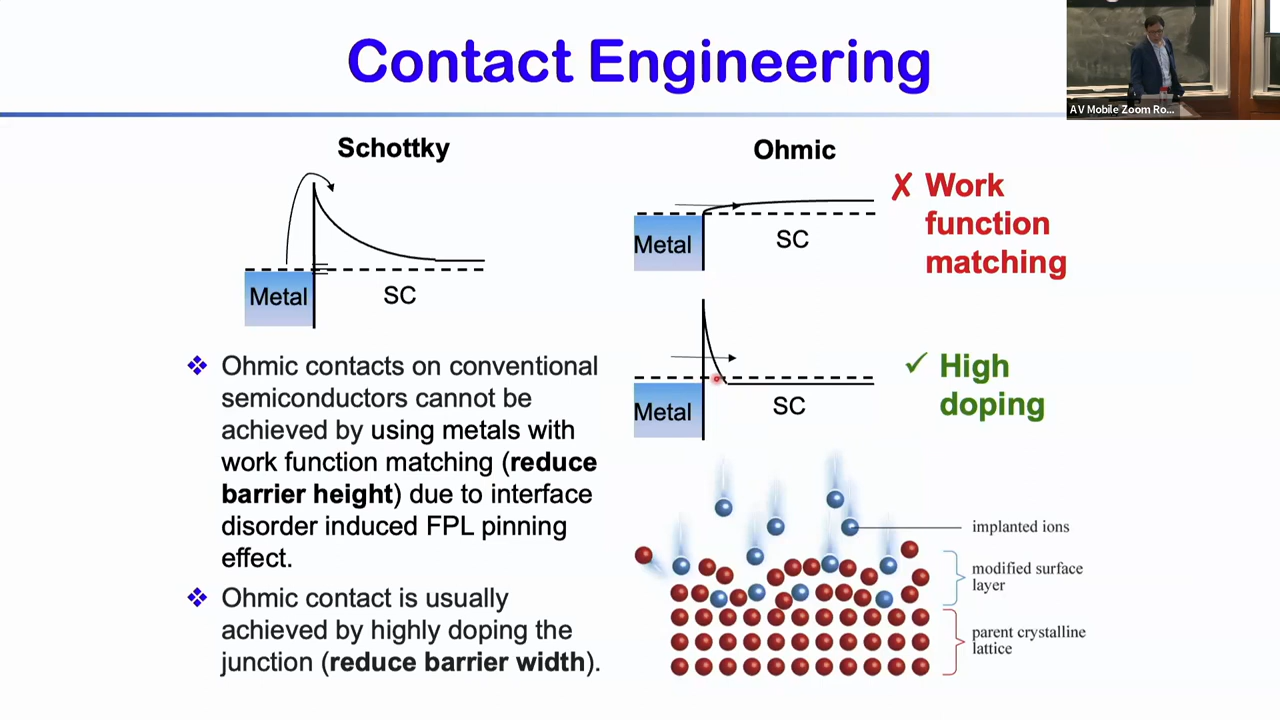 Contact Engineering
AV Mobile Zoom Ro...
Schottky
Metal
SC
❖ Ohmic contacts on conventional
semiconductors cannot be
achieved by using metals with
work function matching (reduce
barrier height) due to interface
disorder induced FPL pinning
effect.
❖ Ohmic contact is usually
achieved by highly doping the
junction (reduce barrier width).
Ohmic
Metal
SC
✗ Work
function
matching
Metal
SC
✓ High
doping
implanted ions
modified surface
layer
parent crystalline
lattice